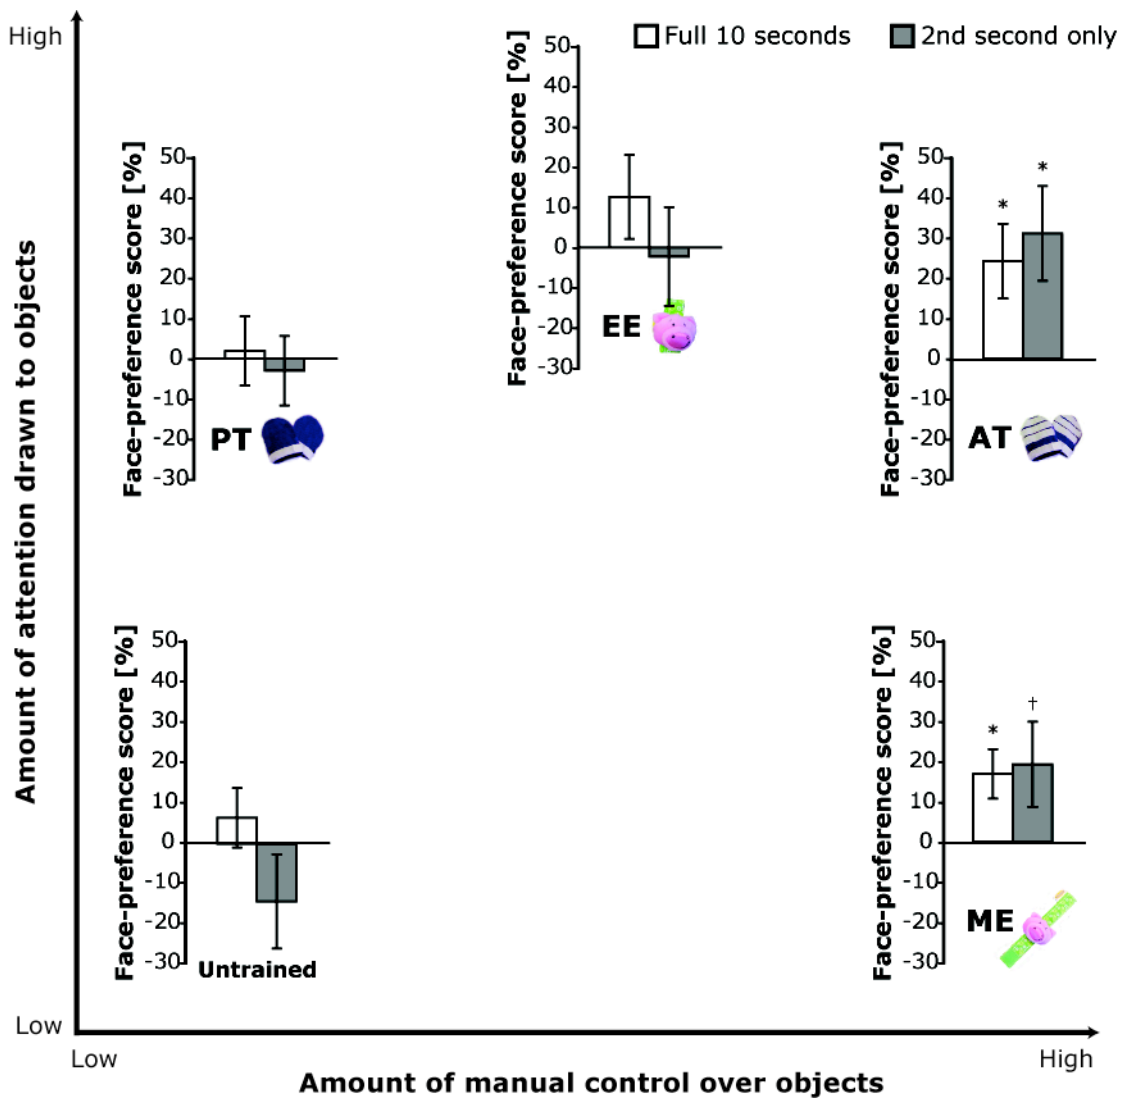 High
Full 10 seconds
2nd second only
Amount of attention drawn to objects
Face-preference score [%]
50
40
30
20
10
0
-10
-20
-30
EE
Face-preference score [%]
50
40
30
20
10
0
-10
-20
-30
PT
Face-preference score [%]
50
40
30
20
10
0
-10
-20
-30
*
*
AT
Face-preference score [%]
50
40
30
20
10
0
-10
-20
-30
Untrained
Face-preference score [%]
50
40
30
20
10
0
-10
-20
-30
*
†
ME
Low
Low
High
Amount of manual control over objects